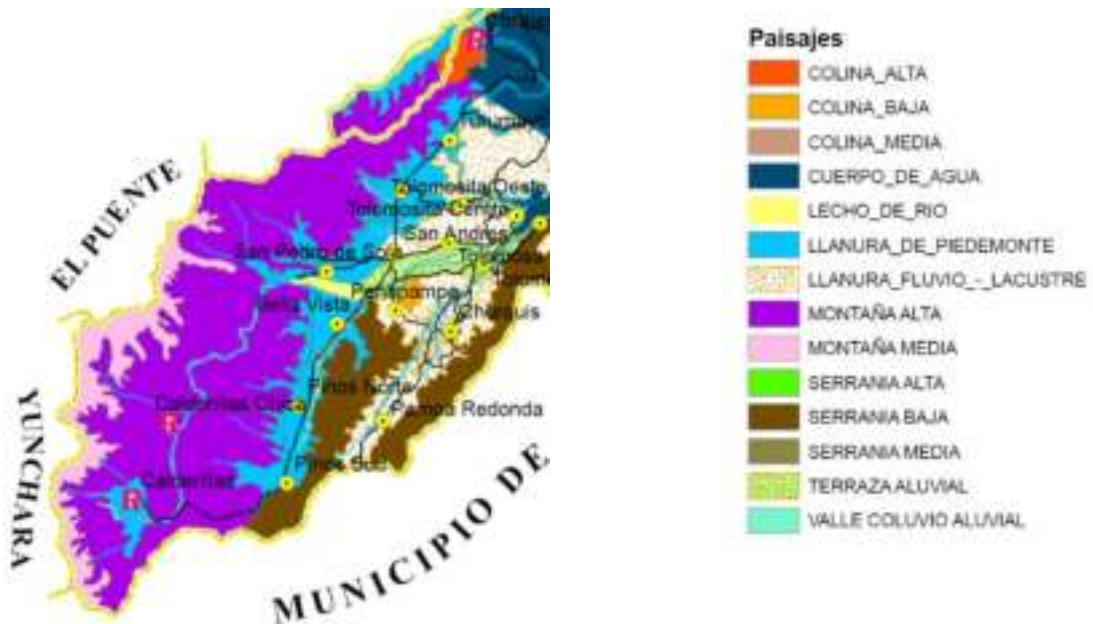 EL PUENTE
YUNCHARA
MUNICIPIO DE
Tolomosita Oeste
Tolomosita Centro
San Andres
San Pedro de Sola
Bella Vista
Pampa Redonda
Pinos Norte
Pinos Sud
Calderillas
Paisajes
COLINA_ALTA
COLINA_BAJA
COLINA_MEDIA
CUERPO_DE_AGUA
LECHO_DE_RIO
LLANURA_DE_PIEDEMONTE
LLANURA_FLUVIO_-_LACUSTRE
MONTAÑA ALTA
MONTAÑA MEDIA
SERRANIA ALTA
SERRANIA BAJA
SERRANIA MEDIA
TERRAZA ALUVIAL
VALLE COLUVIO ALUVIAL